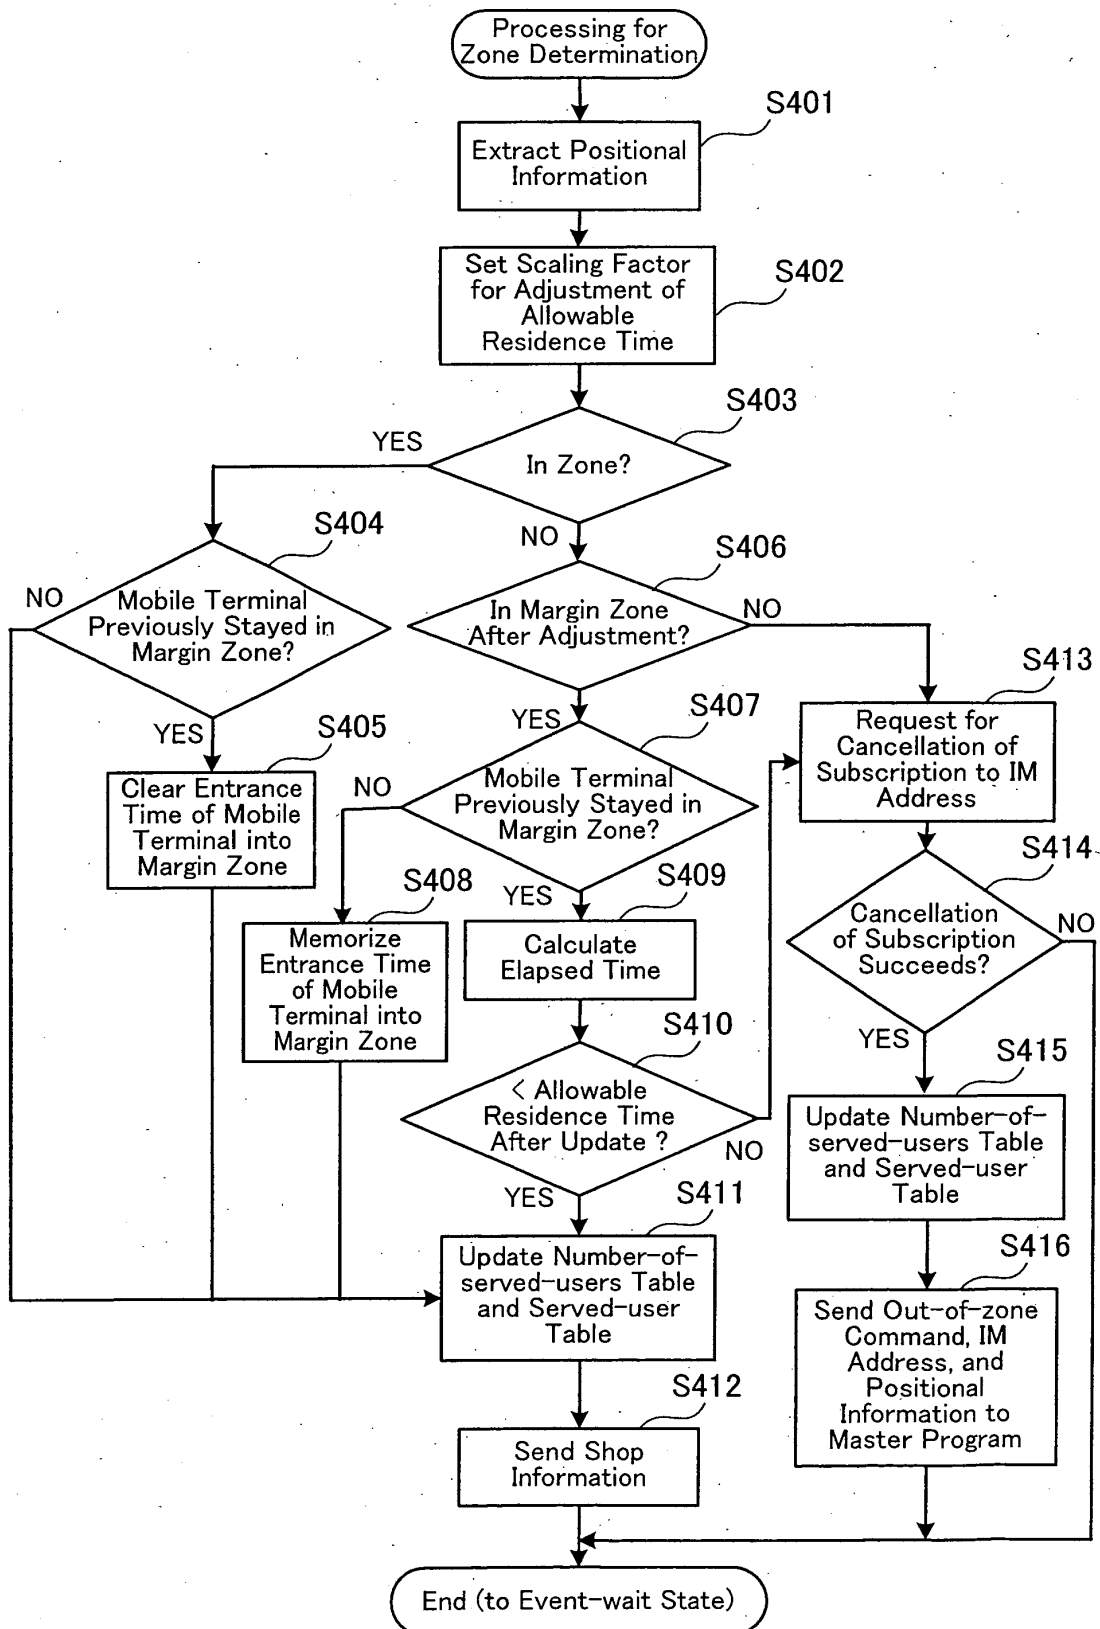 Processing for
Zone Determination
S401
Extract Positional
Information
S402
Set Scaling Factor
for Adjustment of
Allowable
Residence Time
S403
YES
In Zone?
NO
S404
NO
Mobile Terminal
Previously Stayed in
Margin Zone?
YES
S405
Clear Entrance
Time of Mobile
Terminal into
Margin Zone
S406
In Margin Zone
After Adjustment?
NO
YES
S407
NO
Mobile Terminal
Previously Stayed in
Margin Zone?
YES
S408
Memorize
Entrance Time
of Mobile
Terminal into
Margin Zone
S409
Calculate
Elapsed Time
S410
< Allowable
Residence Time
After Update ?
NO
YES
S411
Update Number-of-
served-users Table
and Served-user
Table
S412
Send Shop
Information
S413
Request for
Cancellation of
Subscription to IM
Address
S414
Cancellation
of Subscription
Succeeds?
NO
YES
S415
Update Number-of-
served-users Table
and Served-user
Table
S416
Send Out-of-zone
Command, IM
Address, and
Positional
Information to
Master Program
End (to Event-wait State)